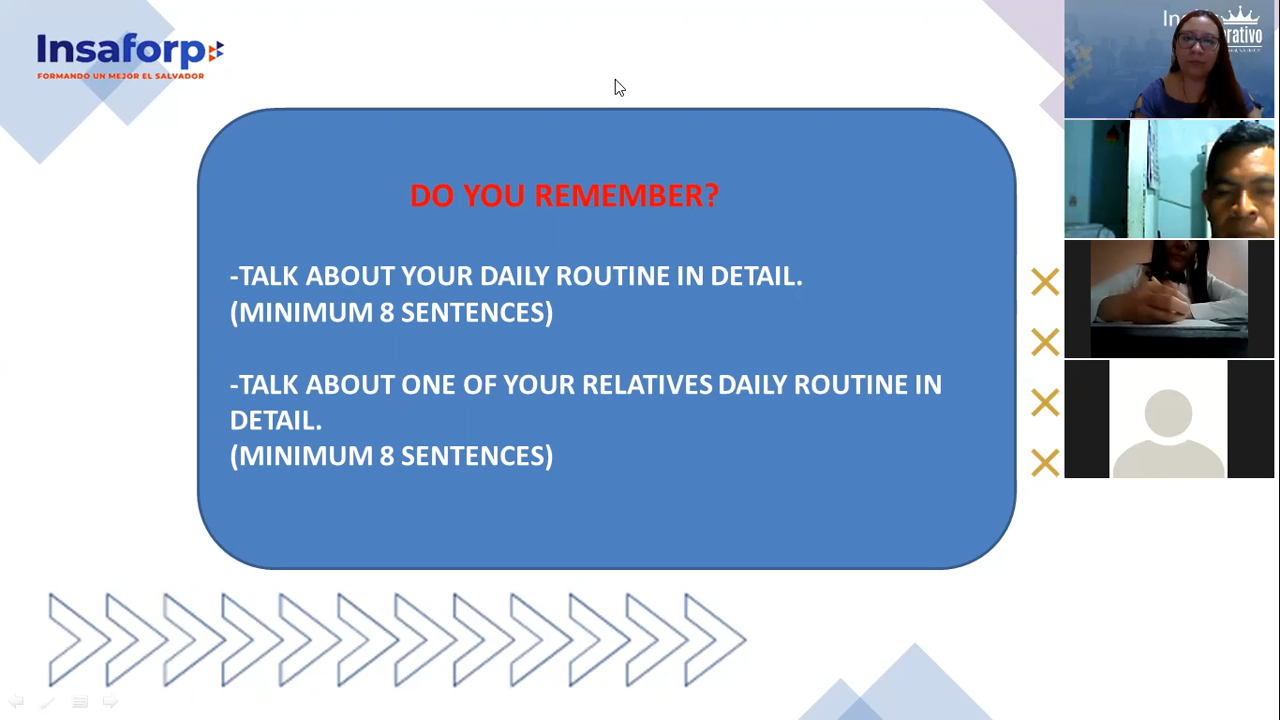 Insaforp
FORMANDO UN MEJOR EL SALVADOR
DO YOU REMEMBER?
-TALK ABOUT YOUR DAILY ROUTINE IN DETAIL.
(MINIMUM 8 SENTENCES)
-TALK ABOUT ONE OF YOUR RELATIVES DAILY ROUTINE IN
DETAIL.
(MINIMUM 8 SENTENCES)